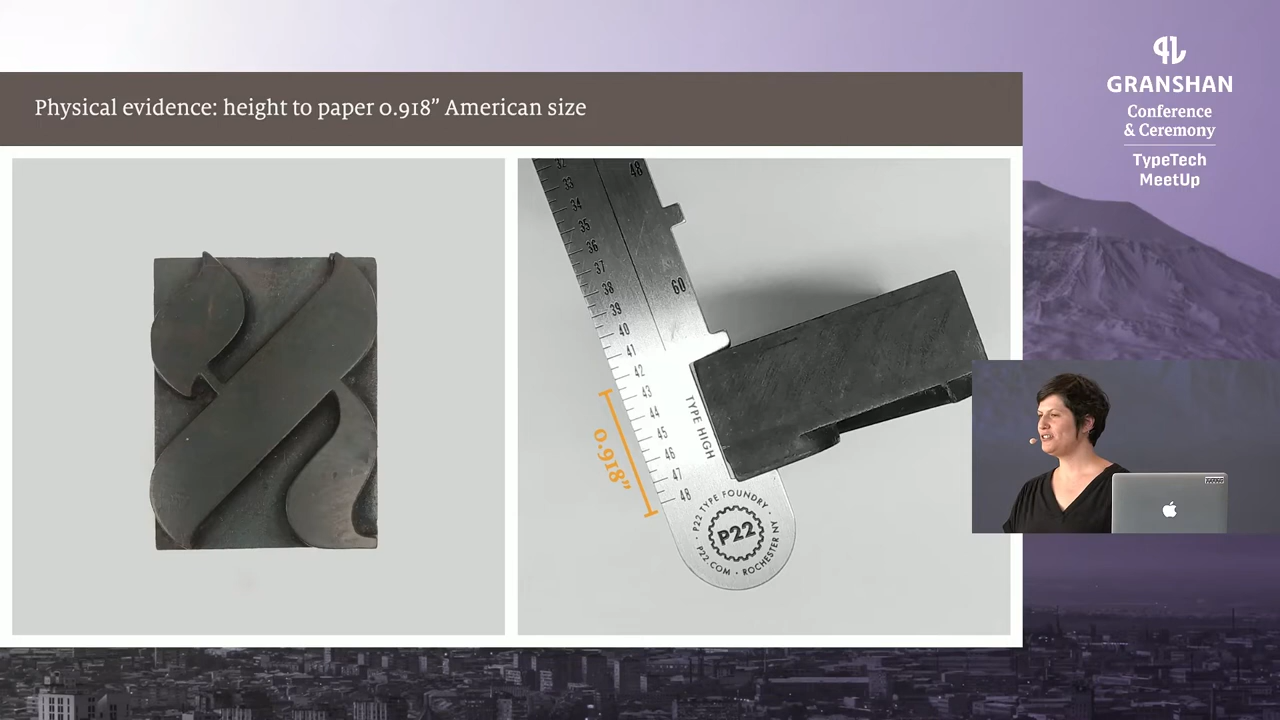 Physical evidence: height to paper 0.918” American size
GRANSHAN
Conference
& Ceremony
TypeTech
MeetUp
32
33
34
35
36
37
38
39
40
41
42
43
44
45
46
47
48
48
60
TYPE HIGH
0.918”
P22 TYPE FOUNDRY
P22
P22.COM • ROCHESTER NY